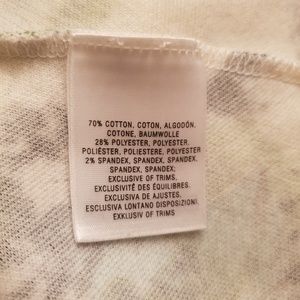 70% COTTON, COTON, ALGODÓN,
COTONE, BAUMWOLLE
28% POLYESTER, POLYESTER,
POLIÉSTER, POLIESTERE, POLYESTER
2% SPANDEX, SPANDEX,
SPANDEX, SPANDEX;
EXCLUSIVE OF TRIMS.
EXCLUSIVITÉ DES ÉQUILIBRES.
EXCLUSIVA DE AJUSTES.
ESCLUSIVA LONTANO DISPOSIZIONI,
EXKLUSIV OF TRIMS